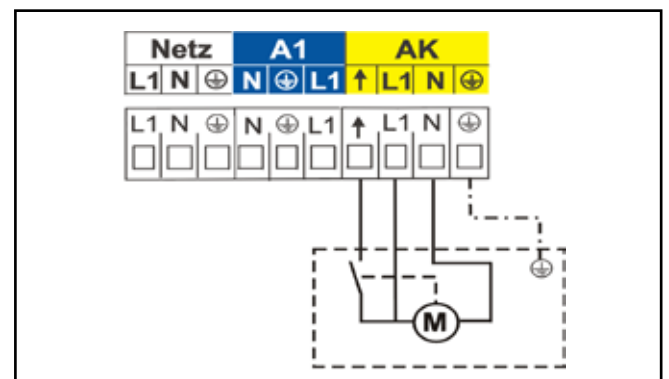 Netz A1 AK
L1 N ⏚ N ⏚ L1 ↑ L1 N ⏚
L1 N ⏚ N ⏚ L1 ↑ L1 N ⏚
⏚
M